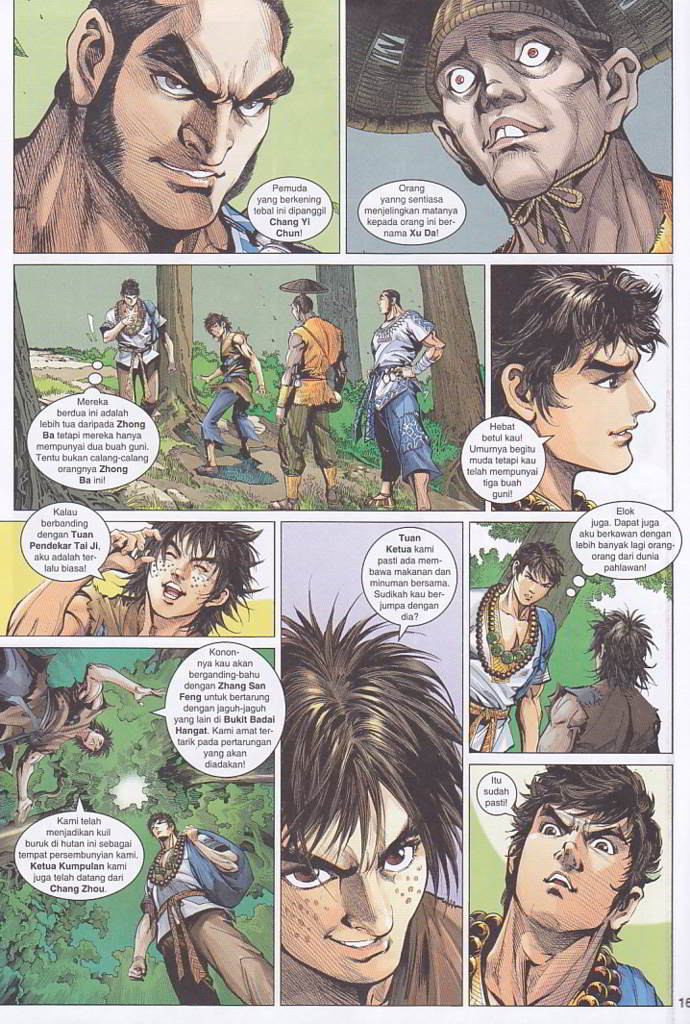 Pemuda
yang berkening
tebal ini dipanggil
Chang Yi
Chun!
Orang
yanng sentiasa
menjelingkan matanya
kepada orang ini ber-
nama Xu Da!
Mereka
berdua ini adalah
lebih tua daripada Zhong
Ba tetapi mereka hanya
mempunyai dua buah guni.
Tentu bukan calang-calang
orangnya Zhong
Ba ini!
Hebat
betul kau!
Umurnya begitu
muda tetapi kau
telah mempunyai
tiga buah
guni!
Kalau
berbanding
dengan Tuan
Pendekar Tai Ji,
aku adalah ter-
lalu biasa!
Tuan
Ketua kami
pasti ada mem-
bawa makanan dan
minuman bersama.
Sudikah kau ber-
jumpa dengan
dia?
Elok
juga. Dapat juga
aku berkawan dengan
lebih banyak lagi orang-
orang dari dunia
pahlawan!
Konon-
nya kau akan
berganding-bahu
dengan Zhang San
Feng untuk bertarung
dengan jaguh-jaguh
yang lain di Bukit Badai
Hangat. Kami amat ter-
tarik pada pertarungan
yang akan
diadakan!
Kami telah
menjadikan kuil
buruk di hutan ini sebagai
tempat persembunyian kami.
Ketua Kumpulan kami
juga telah datang dari
Chang Zhou.
Itu
sudah
pasti!
16